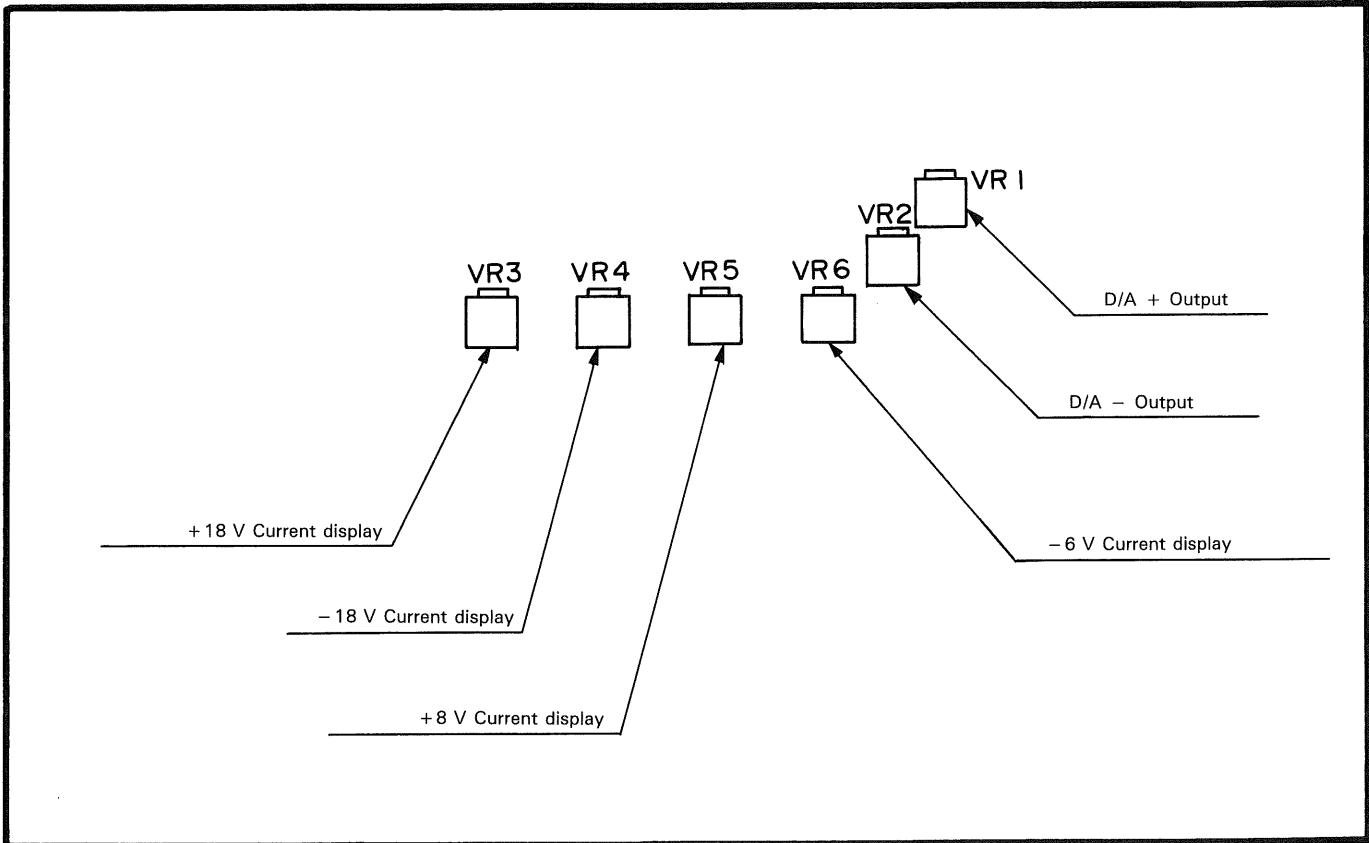 VR1
VR2
VR3
VR4
VR5
VR6
D/A + Output
D/A − Output
+18 V Current display
−6 V Current display
−18 V Current display
+8 V Current display